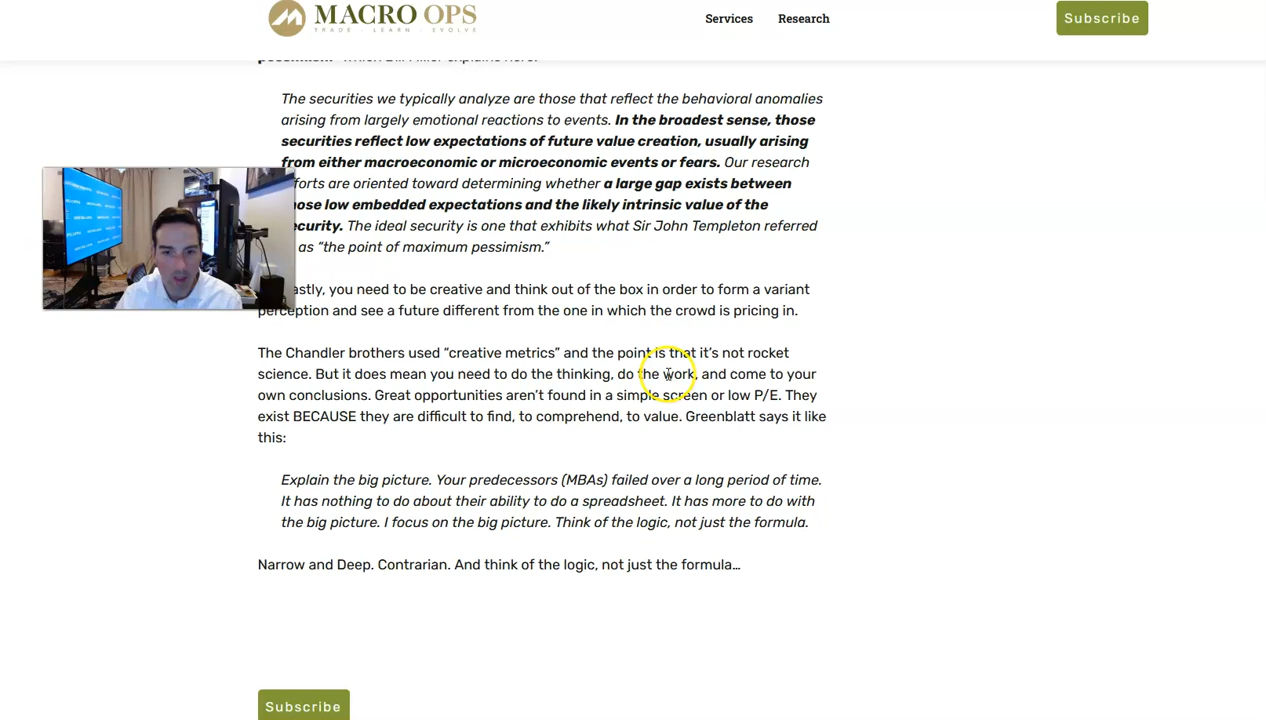 MACRO OPS
TRADE · LEARN · EVOLVE
Services
Research
Subscribe
The securities we typically analyze are those that reflect the behavioral anomalies
arising from largely emotional reactions to events. In the broadest sense, those
securities reflect low expectations of future value creation, usually arising
from either macroeconomic or microeconomic events or fears. Our research
forts are oriented toward determining whether a large gap exists between
ose low embedded expectations and the likely intrinsic value of the
curity. The ideal security is one that exhibits what Sir John Templeton referred
as “the point of maximum pessimism.”
astly, you need to be creative and think out of the box in order to form a variant
perception and see a future different from the one in which the crowd is pricing in.
The Chandler brothers used “creative metrics” and the point is that it’s not rocket
science. But it does mean you need to do the thinking, do the work, and come to your
own conclusions. Great opportunities aren’t found in a simple screen or low P/E. They
exist BECAUSE they are difficult to find, to comprehend, to value. Greenblatt says it like
this:
Explain the big picture. Your predecessors (MBAs) failed over a long period of time.
It has nothing to do about their ability to do a spreadsheet. It has more to do with
the big picture. I focus on the big picture. Think of the logic, not just the formula.
Narrow and Deep. Contrarian. And think of the logic, not just the formula…
Subscribe